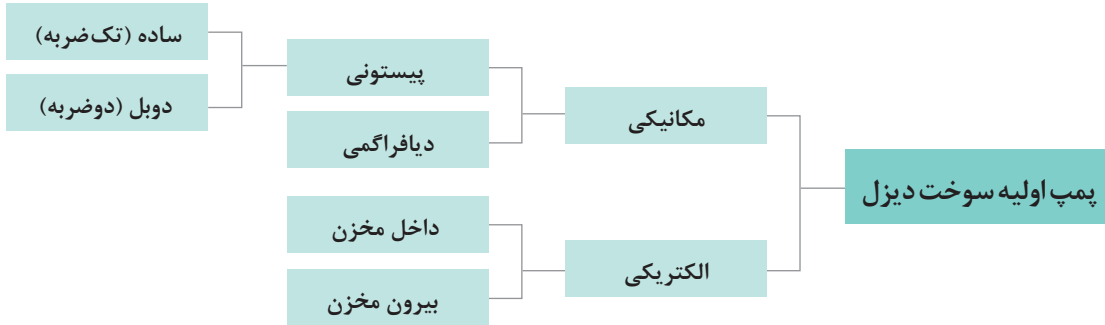 پمپ اولیه سوخت دیزل
مکانیکی
پیستونی
ساده (تک‌ضربه)
دوبل (دوضربه)
دیافراگمی
الکتریکی
داخل مخزن
بیرون مخزن